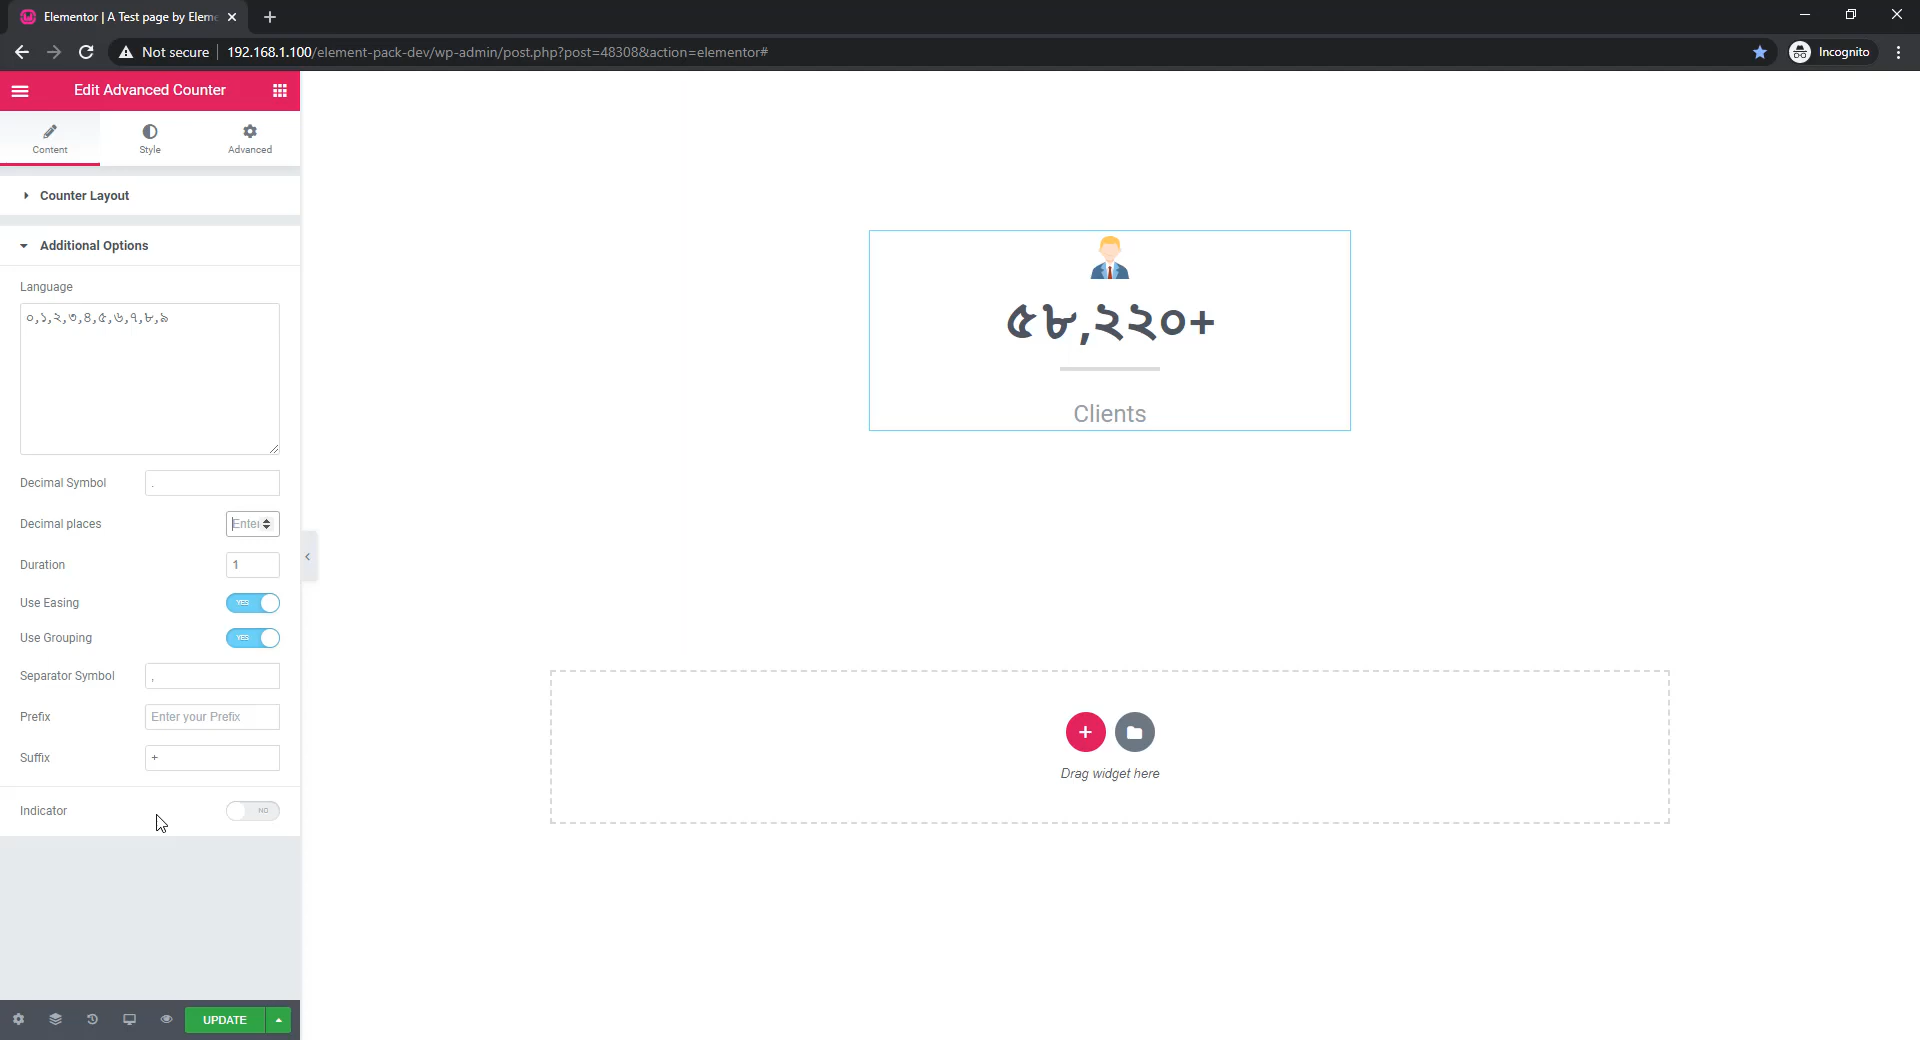 Elementor | A Test page by Eleme
Not secure
192.168.1.100/element-pack-dev/wp-admin/post.php?post=48308&action=elementor#
Incognito
Edit Advanced Counter
Content
Style
Advanced
Counter Layout
Additional Options
Language
০,১,২,৩,৪,৫,৬,৭,৮,৯
Decimal Symbol
.
Decimal places
Enter
Duration
1
Use Easing
YES
Use Grouping
YES
Separator Symbol
,
Prefix
Enter your Prefix
Suffix
+
Indicator
NO
UPDATE
৫৮,২২০+
Clients
Drag widget here